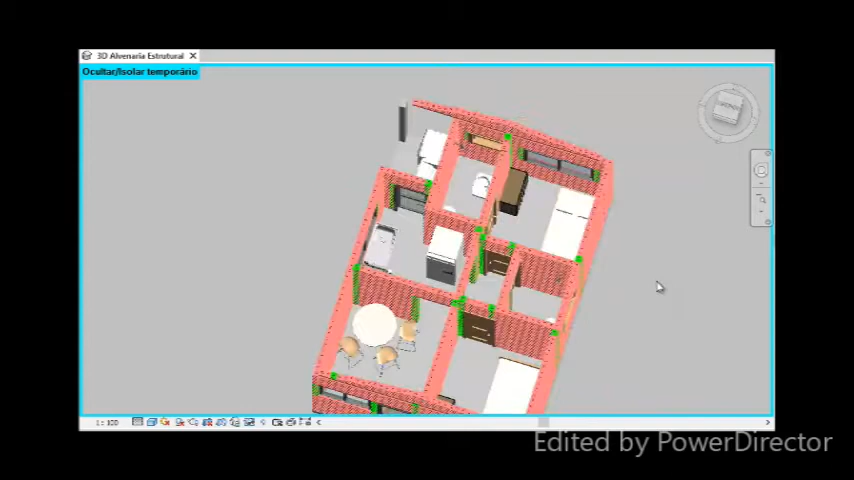 3D Alvenaria Estrutural
Ocultar/Isolar temporário
1 : 100
Edited by PowerDirector